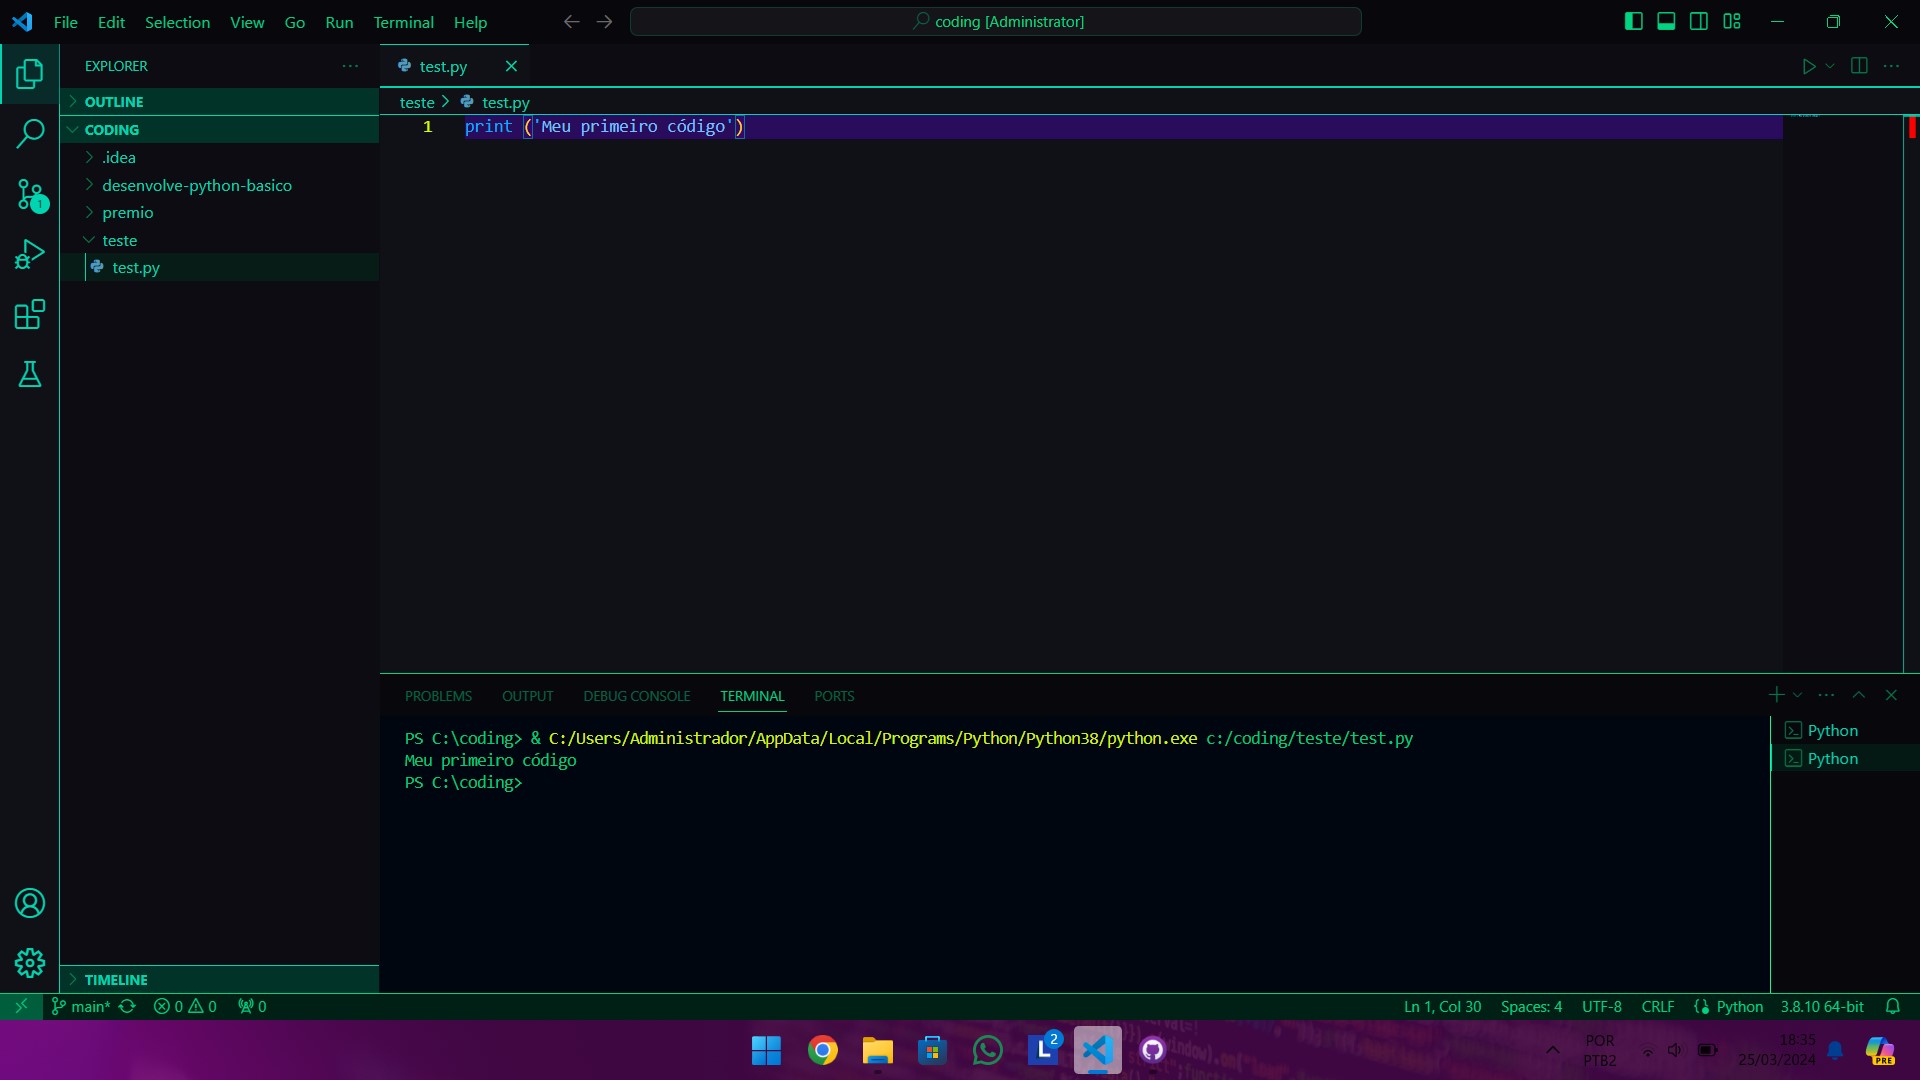 File Edit Selection View Go Run Terminal Help
coding [Administrator]
EXPLORER
OUTLINE
CODING
.idea
desenvolve-python-basico
premio
teste
test.py
TIMELINE
1
test.py
teste > test.py
1 print ('Meu primeiro código')
PROBLEMS OUTPUT DEBUG CONSOLE TERMINAL PORTS
PS C:\coding> & C:/Users/Administrador/AppData/Local/Programs/Python/Python38/python.exe c:/coding/teste/test.py
Meu primeiro código
PS C:\coding>
Python
Python
main* 0 0 0
Ln 1, Col 30 Spaces: 4 UTF-8 CRLF Python 3.8.10 64-bit
L 2
POR
PTB2
18:35
25/03/2024
PRE